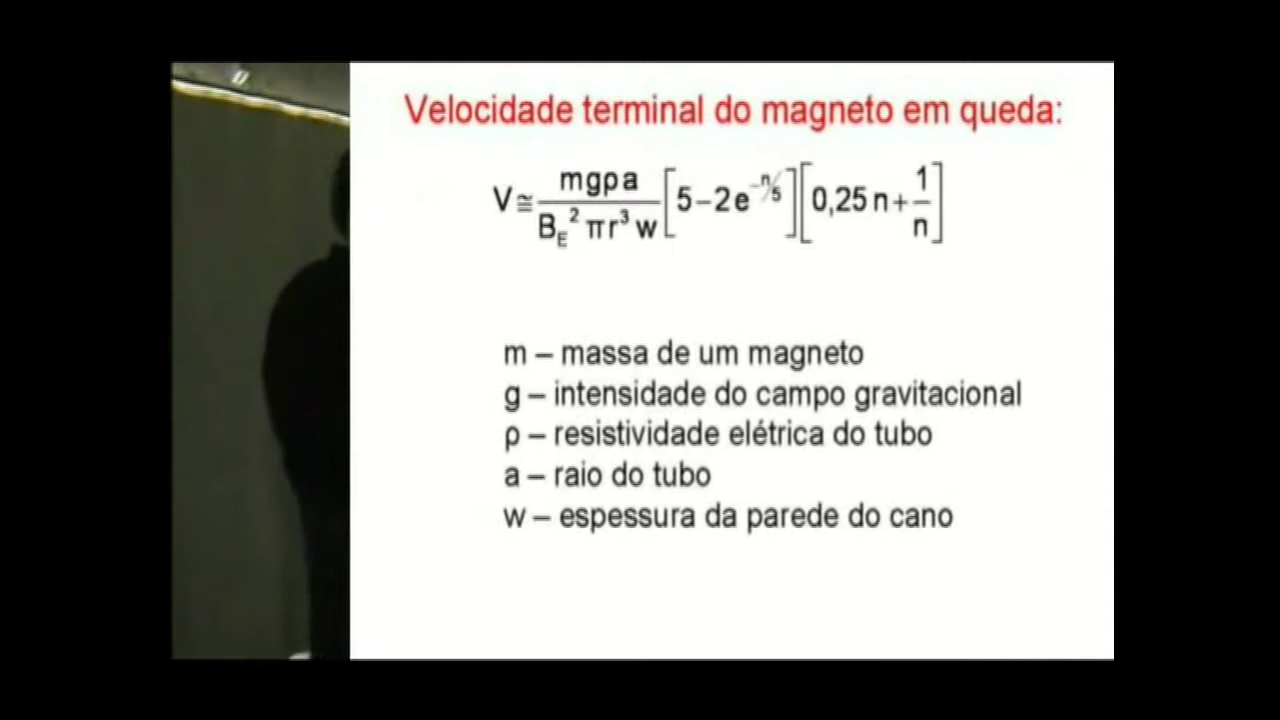 Velocidade terminal do magneto em queda:
V≅ mgρa / B_E² πr³ w [5−2e^(−n/5)] [0,25n+1/n]
m – massa de um magneto
g – intensidade do campo gravitacional
ρ – resistividade elétrica do tubo
a – raio do tubo
w – espessura da parede do cano